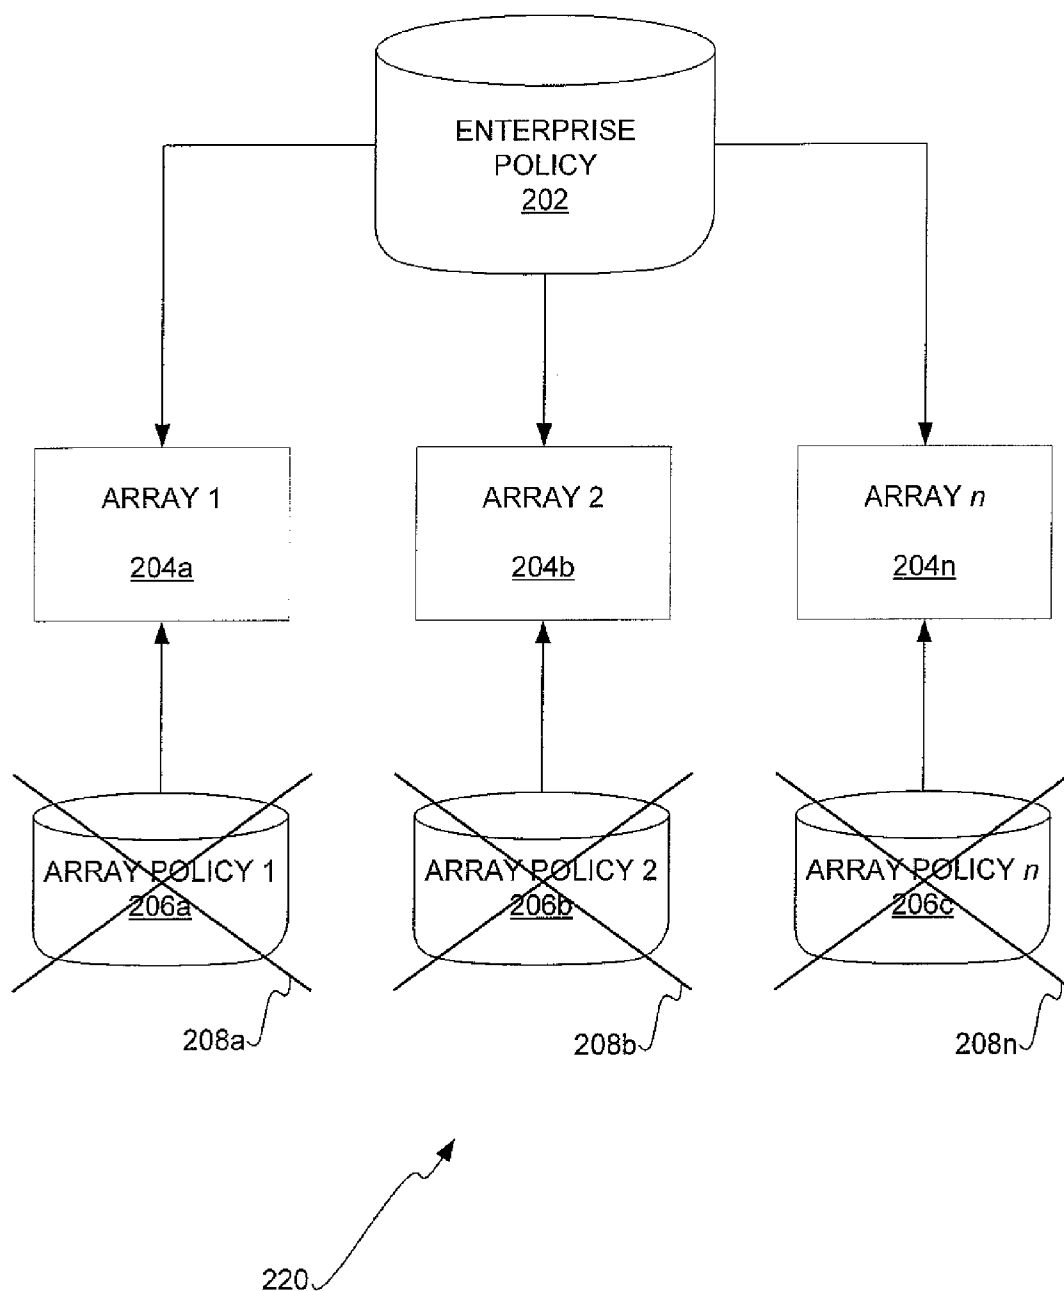 ENTERPRISE
POLICY
202
ARRAY 1
204a
ARRAY 2
204b
ARRAY n
204n
ARRAY POLICY 1
206a
ARRAY POLICY 2
206b
ARRAY POLICY n
206c
208a
208b
208n
220